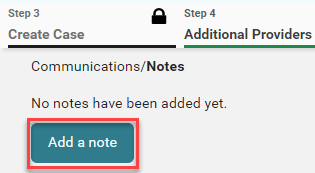 Step 3
Create Case
Step 4
Additional Providers
Communications/Notes
No notes have been added yet.
Add a note